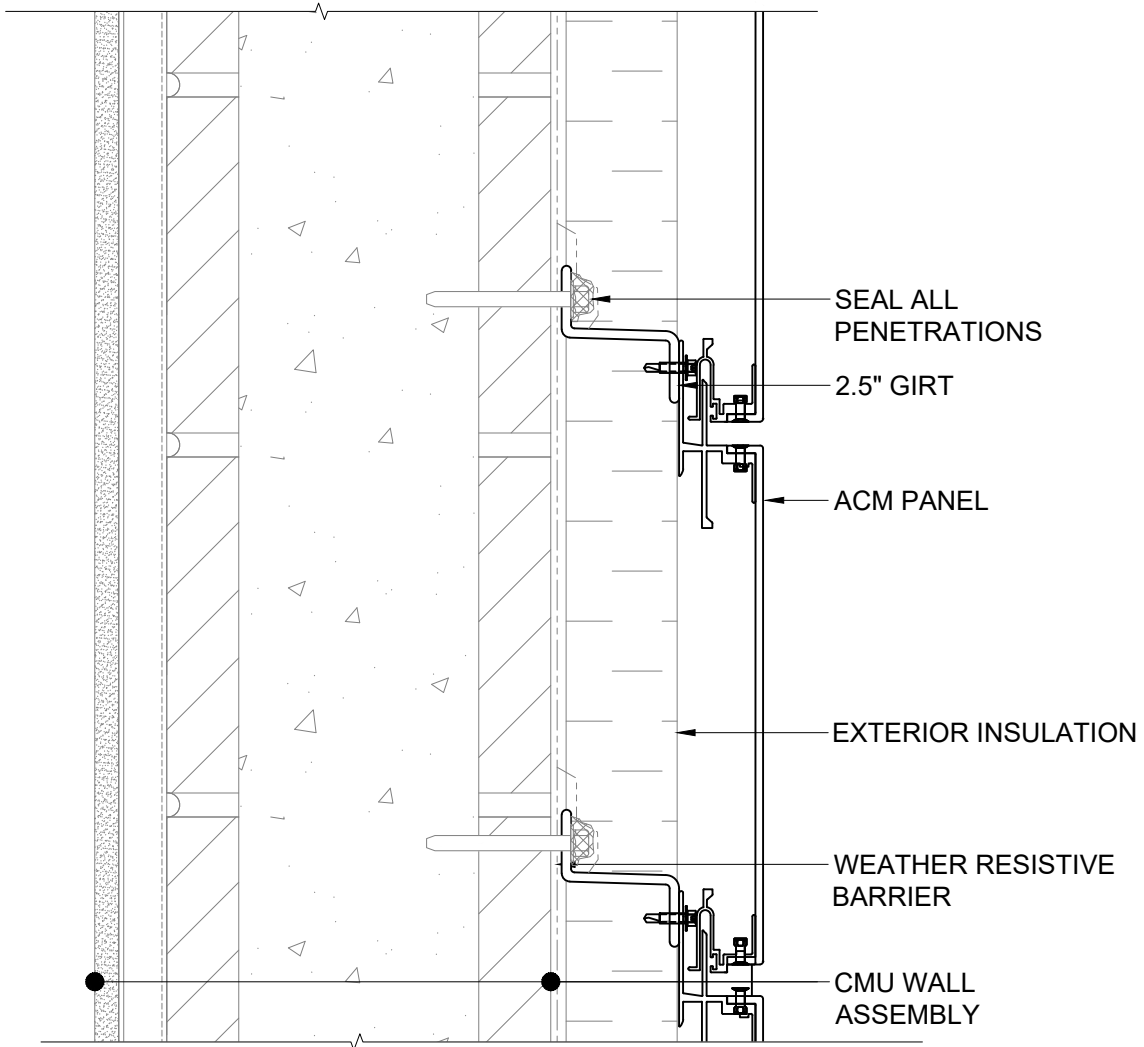 SEAL ALL
PENETRATIONS
2.5" GIRT
ACM PANEL
EXTERIOR INSULATION
WEATHER RESISTIVE
BARRIER
CMU WALL
ASSEMBLY